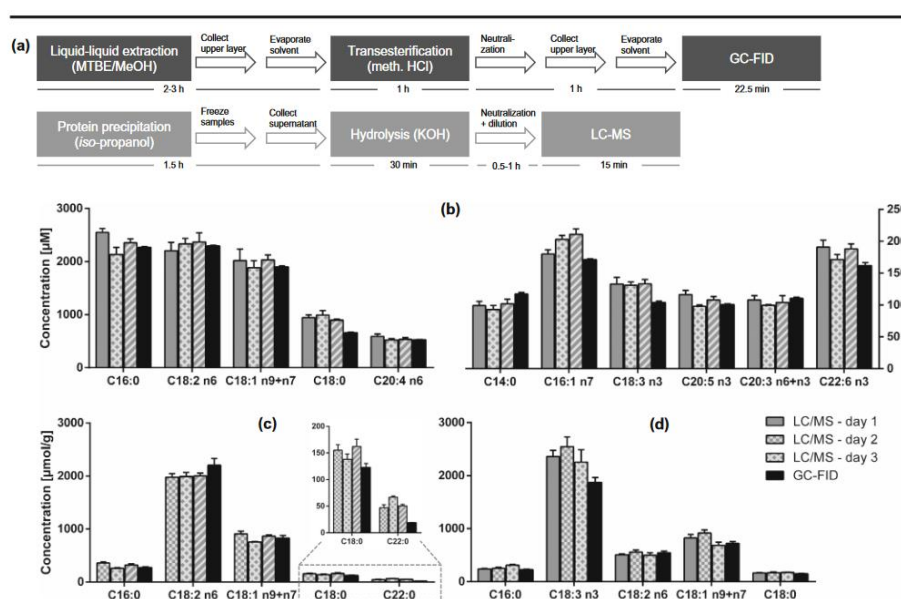 (a)
Liquid-liquid extraction
(MTBE/MeOH)
Collect
upper layer
Evaporate
solvent
Transesterification
(meth. HCl)
Neutrali-
zation
Collect
upper layer
Evaporate
solvent
GC-FID
2-3 h
1 h
1 h
22.5 min
Protein precipitation
(iso-propanol)
Freeze
samples
Collect
supernatant
Hydrolysis (KOH)
Neutralization
+ dilution
LC-MS
1.5 h
30 min
0.5-1 h
15 min
(b)
Concentration [µM]
3000
2000
1000
0
C16:0
C18:2 n6
C18:1 n9+n7
C18:0
C20:4 n6
250
200
150
100
50
0
C14:0
C16:1 n7
C18:3 n3
C20:5 n3
C20:3 n6+n3
C22:6 n3
(c)
Concentration [µmol/g]
3000
2000
1000
0
C16:0
C18:2 n6
C18:1 n9+n7
C18:0
C22:0
150
100
50
0
C18:0
C22:0
(d)
LC/MS - day 1
LC/MS - day 2
LC/MS - day 3
GC-FID
3000
2000
1000
0
C16:0
C18:3 n3
C18:2 n6
C18:1 n9+n7
C18:0